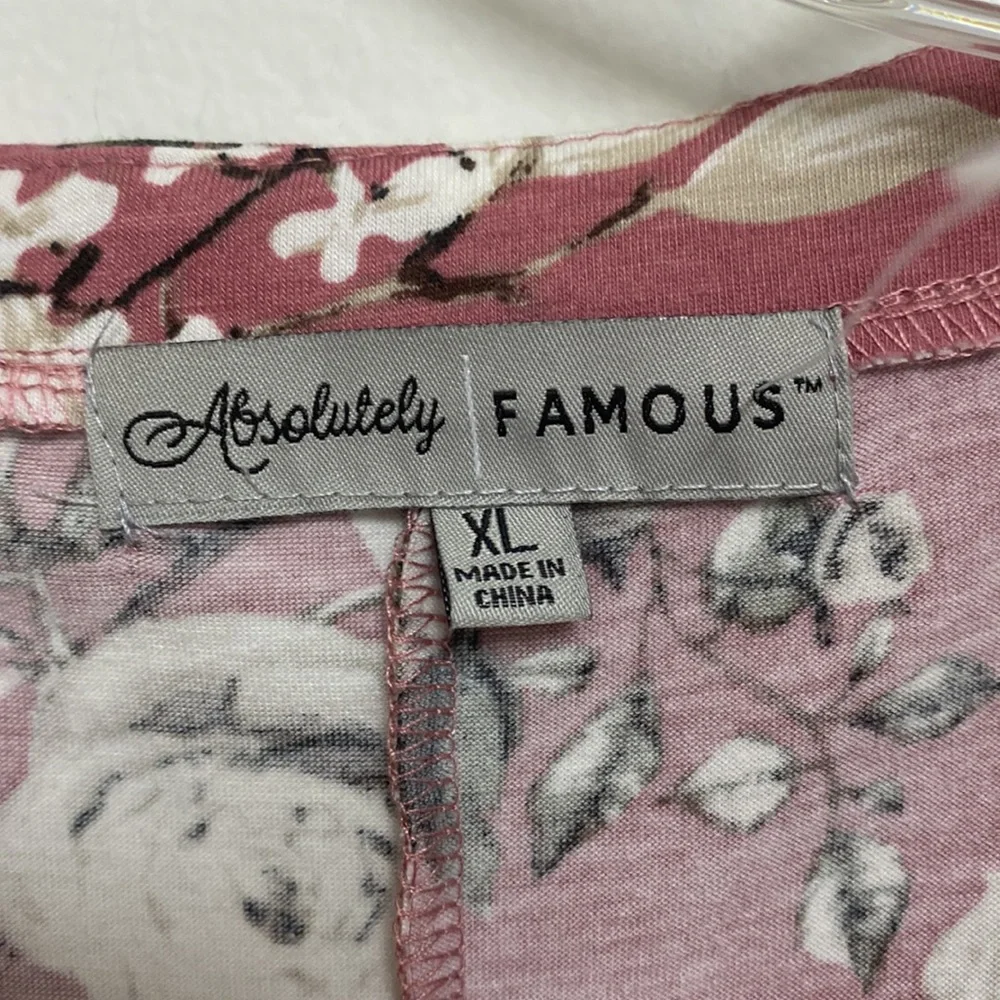 Absolutely | FAMOUS™
XL
MADE IN
CHINA